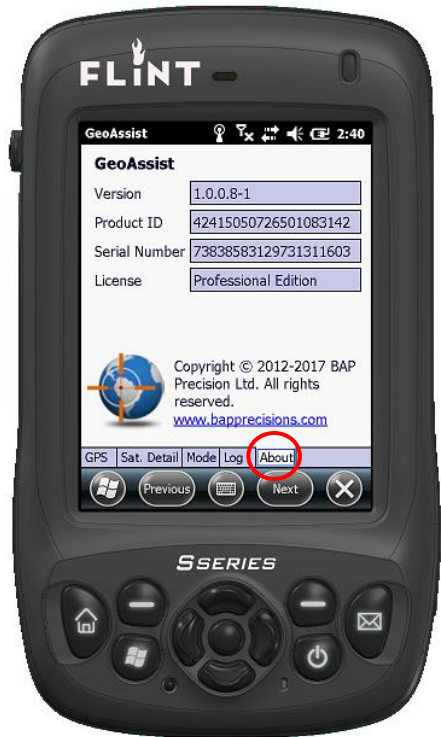 FLiNT
GeoAssist 2:40
GeoAssist
Version 1.0.0.8-1
Product ID 42415050726501083142
Serial Number 73838583129731311603
License Professional Edition
Copyright © 2012-2017 BAP
Precision Ltd. All rights
reserved.
www.bapprecisions.com
GPS Sat. Detail Mode Log About
Previous Next
SSERIES